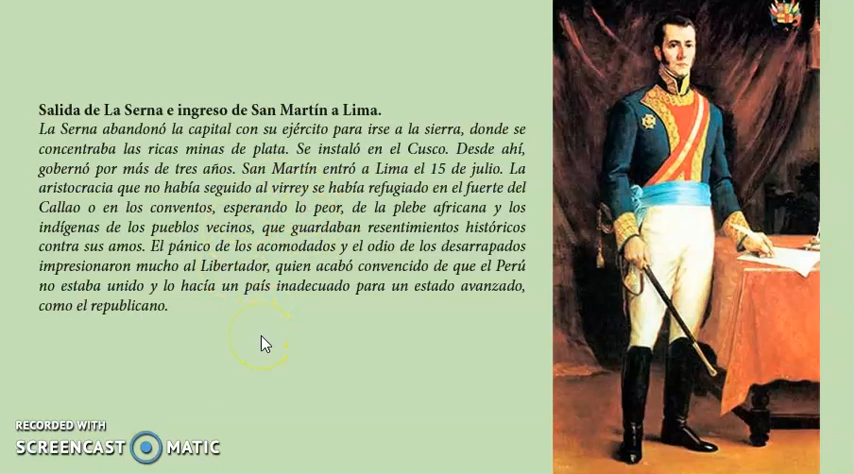 Salida de La Serna e ingreso de San Martín a Lima.
La Serna abandonó la capital con su ejército para irse a la sierra, donde se
concentraba las ricas minas de plata. Se instaló en el Cusco. Desde ahí,
gobernó por más de tres años. San Martín entró a Lima el 15 de julio. La
aristocracia que no había seguido al virrey se había refugiado en el fuerte del
Callao o en los conventos, esperando lo peor, de la plebe africana y los
indígenas de los pueblos vecinos, que guardaban resentimientos históricos
contra sus amos. El pánico de los acomodados y el odio de los desarrapados
impresionaron mucho al Libertador, quien acabó convencido de que el Perú
no estaba unido y lo hacía un país inadecuado para un estado avanzado,
como el republicano.
RECORDED WITH
SCREENCAST MATIC